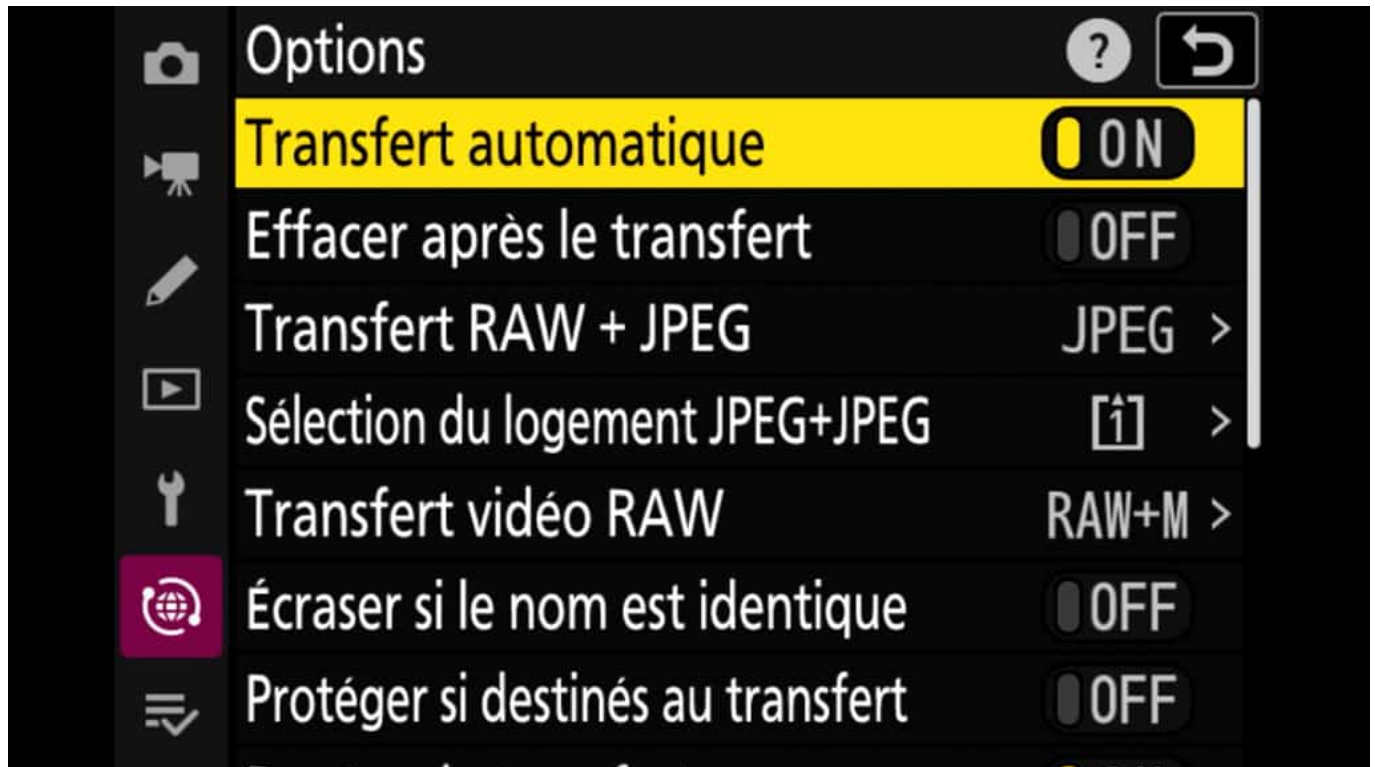 Options ?
Transfert automatique ON
Effacer après le transfert OFF
Transfert RAW + JPEG JPEG >
Sélection du logement JPEG+JPEG 1 >
Transfert vidéo RAW RAW+M >
Écraser si le nom est identique OFF
Protéger si destinés au transfert OFF